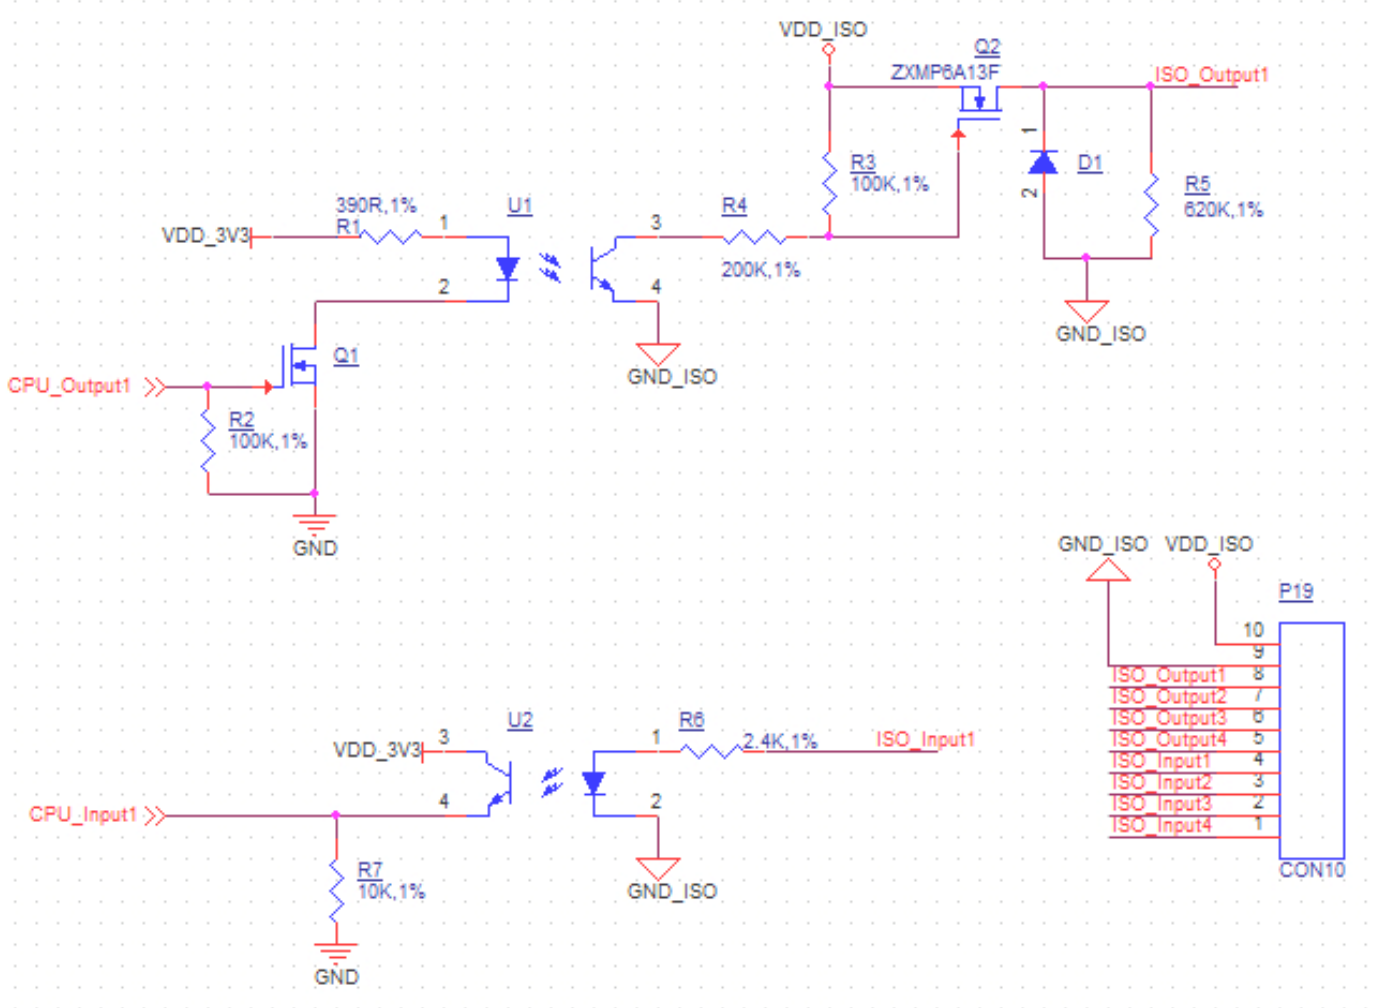 VDD_ISO
Q2
ZXMP6A13F
ISO_Output1
1
D1
2
R3
100K,1%
R5
620K,1%
390R,1%
R1
VDD_3V3
1
U1
3
R4
200K,1%
2
4
GND_ISO
GND_ISO
Q1
CPU_Output1
R2
100K,1%
GND
GND_ISO
VDD_ISO
P19
10
9
ISO_Output1 8
ISO_Output2 7
ISO_Output3 6
ISO_Output4 5
ISO_Input1 4
ISO_Input2 3
ISO_Input3 2
ISO_Input4 1
CON10
U2
VDD_3V3
3
1
R6
2.4K,1%
ISO_Input1
CPU_Input1
4
2
R7
10K,1%
GND_ISO
GND